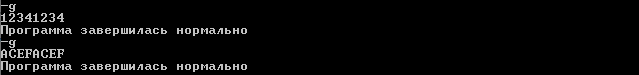 -g
12341234
Программа завершилась нормально
-g
ACEFACEF
Программа завершилась нормально